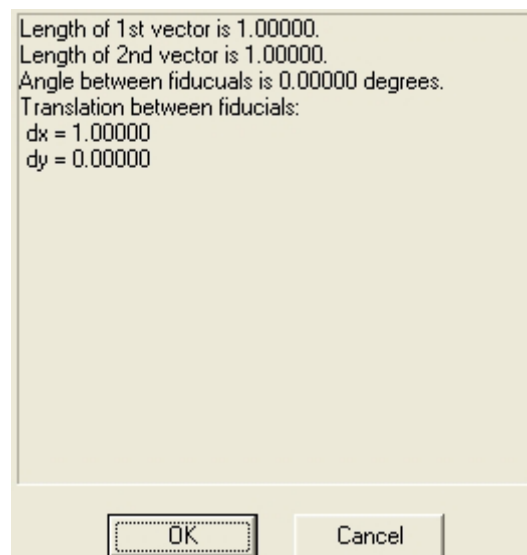 Length of 1st vector is 1.00000.
Length of 2nd vector is 1.00000.
Angle between fiducuals is 0.00000 degrees.
Translation between fiducials:
dx = 1.00000
dy = 0.00000
OK
Cancel